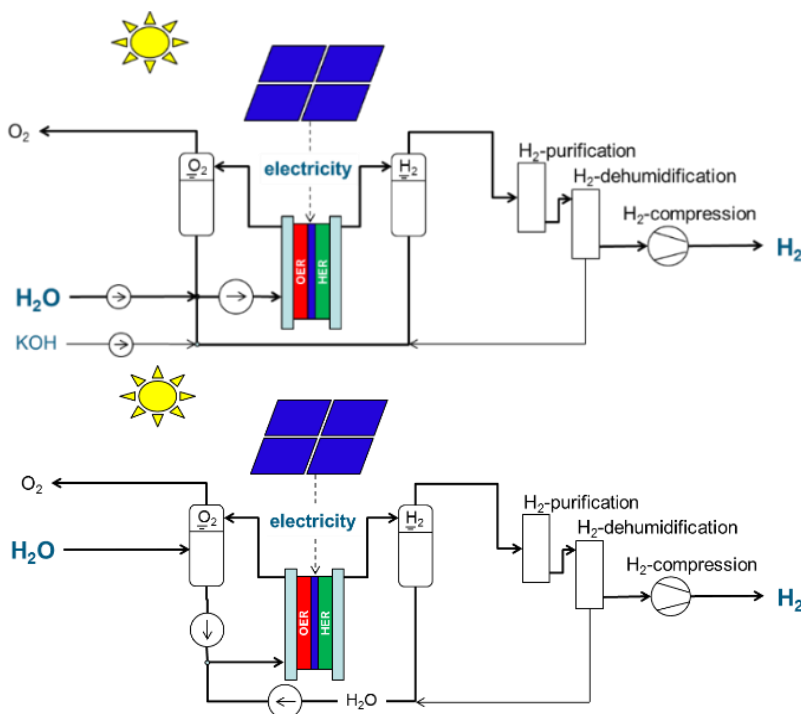 O₂
O₂
electricity
H₂
H₂-purification
H₂-dehumidification
H₂-compression
H₂
OER
HER
H₂O
KOH
O₂
O₂
electricity
H₂
H₂-purification
H₂-dehumidification
H₂-compression
H₂
H₂O
OER
HER
H₂O